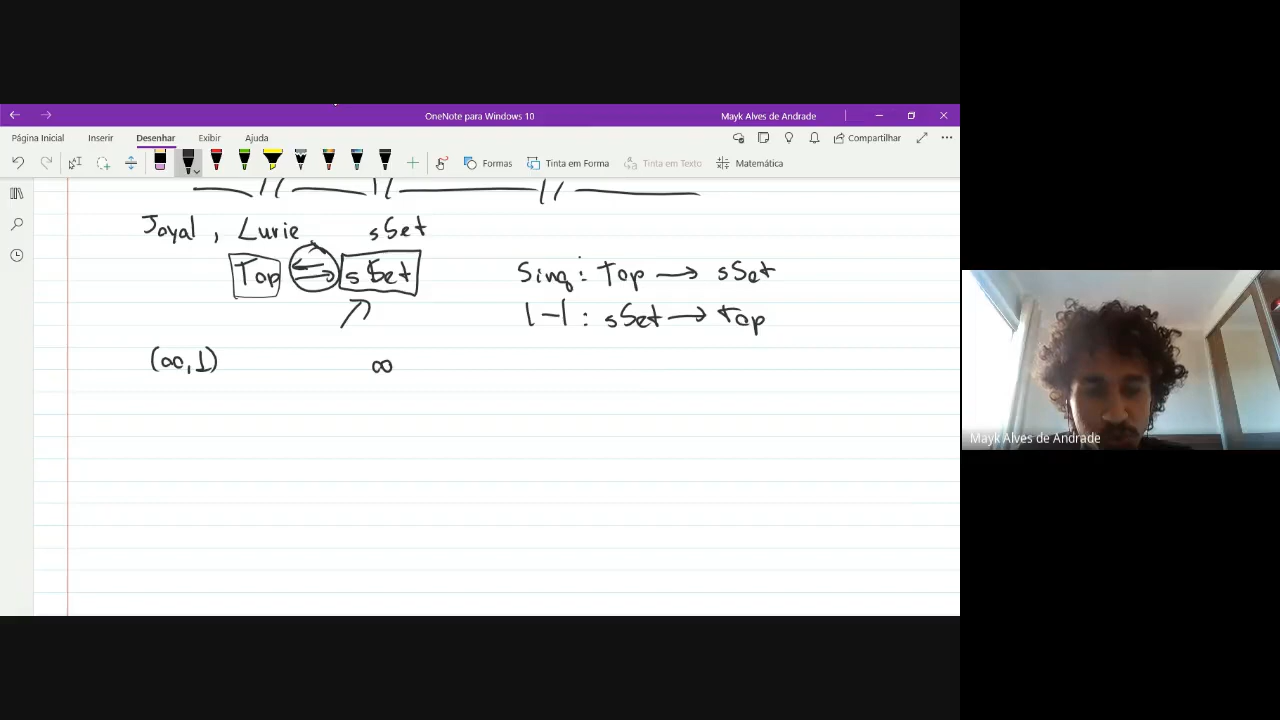 OneNote para Windows 10
Mayk Alves de Andrade
Página Inicial Inserir Desenhar Exibir Ajuda
Compartilhar
Formas Tinta em Forma Tinta em Texto Matemática
Joyal, Lurie sSet
Top ⇄ sSet
Sing: Top → sSet
|-| : sSet → Top
(∞,1) ∞
Mayk Alves de Andrade